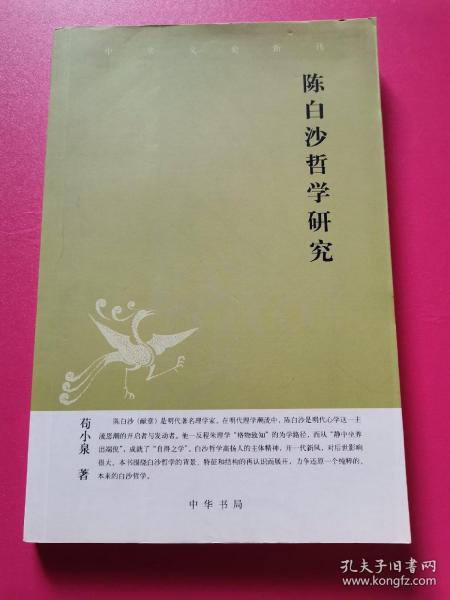 中华文史新刊
陈白沙哲学研究
荀小泉 著
陈白沙（献章）是明代著名理学家。在明代理学潮流中，陈白沙是明代心学这一主
流思潮的开启者与发动者。他一反程朱理学“格物致知”的为学路径，而从“静中坐养
出端倪”，成就了“自得之学”。白沙哲学高扬人的主体精神，开一代新风，对后世影响
很大。本书围绕白沙哲学的背景、特征和结构的再认识而展开，力争还原一个纯粹的、
本来的白沙哲学。
中华书局
孔夫子旧书网
www.kongfz.com